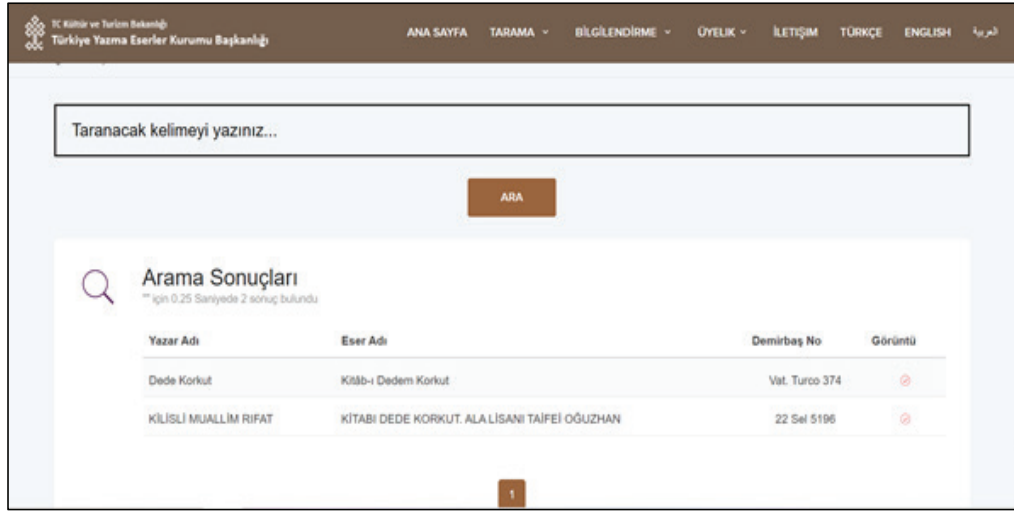 TC Kültür ve Turizm Bakanlığı
Türkiye Yazma Eserler Kurumu Başkanlığı
ANA SAYFA TARAMA BİLGİLENDİRME ÜYELIK İLETIŞIM TÜRKÇE ENGLISH العربية
Taranacak kelimeyi yazınız...
ARA
Arama Sonuçları
"" için 0.25 Saniyede 2 sonuç bulundu
Yazar Adı Eser Adı Demirbaş No Görüntü
Dede Korkut Kitâb-ı Dedem Korkut Vat. Turco 374
KİLİSLİ MUALLİM RIFAT KİTABI DEDE KORKUT. ALA LİSANI TAİFEİ OĞUZHAN 22 Sel 5196
1